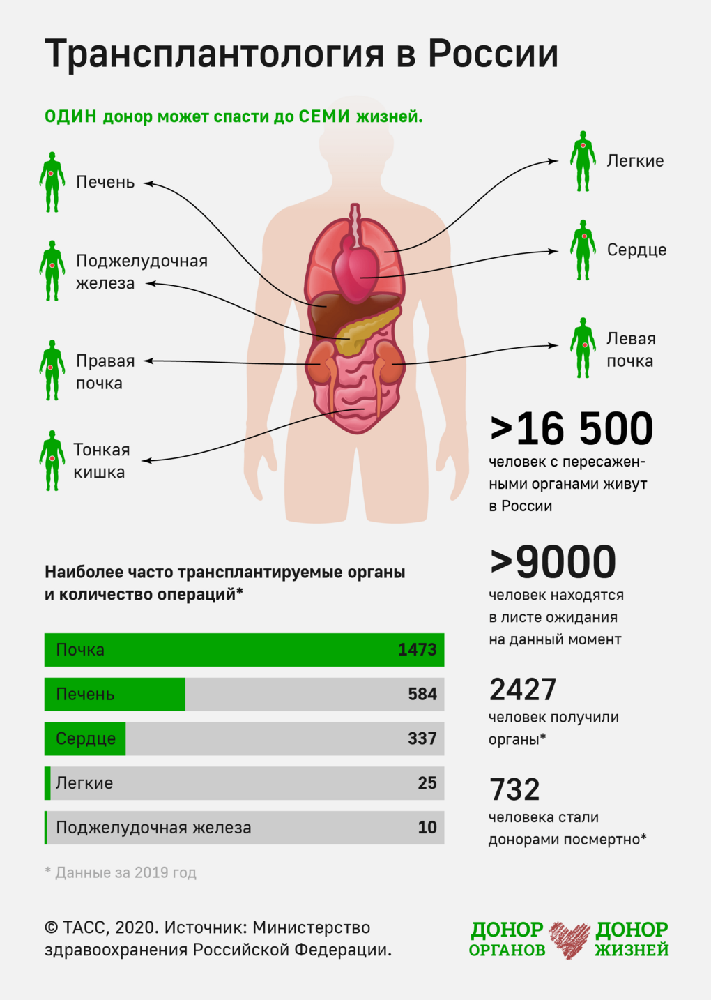 Трансплантология в России
ОДИН донор может спасти до СЕМИ жизней.
Печень
Поджелудочная
железа
Правая
почка
Тонкая
кишка
Легкие
Сердце
Левая
почка
>16 500
человек с пересажен-
ными органами живут
в России
>9000
человек находятся
в листе ожидания
на данный момент
2427
человек получили
органы*
732
человека стали
донорами посмертно*
Наиболее часто трансплантируемые органы
и количество операций*
Почка 1473
Печень 584
Сердце 337
Легкие 25
Поджелудочная железа 10
* Данные за 2019 год
© ТАСС, 2020. Источник: Министерство
здравоохранения Российской Федерации.
ДОНОР ДОНОР
ОРГАНОВ ЖИЗНЕЙ